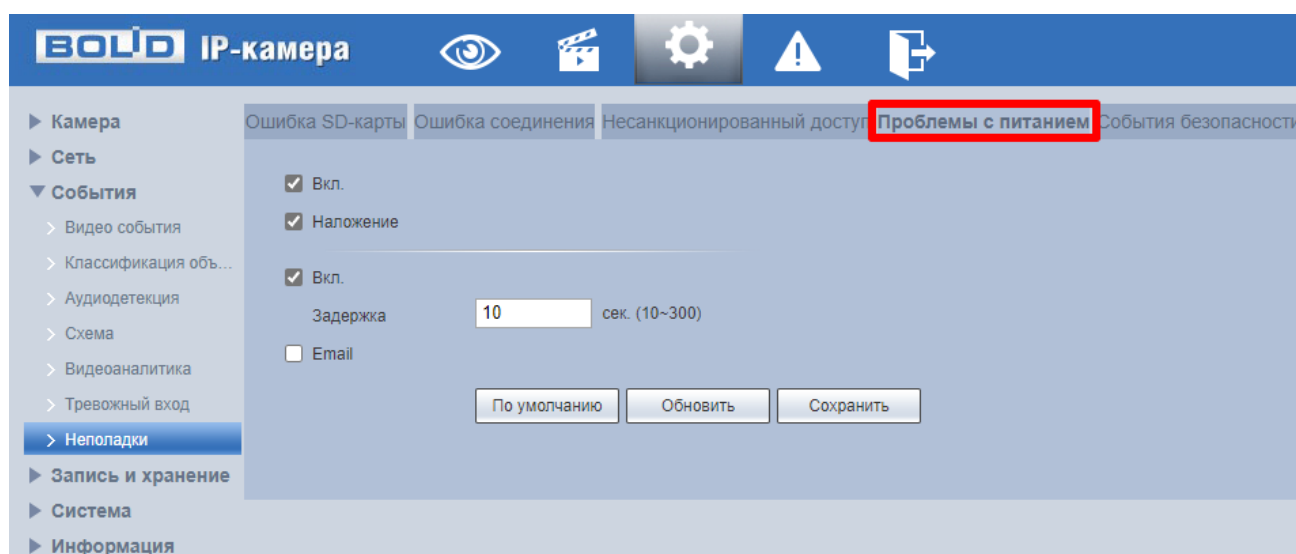 BOLID IP-камера
Камера
Сеть
События
Видео события
Классификация объ...
Аудиодетекция
Схема
Видеоаналитика
Тревожный вход
Неполадки
Запись и хранение
Система
Информация
Ошибка SD-карты Ошибка соединения Несанкционированный доступ Проблемы с питанием События безопасности
Вкл.
Наложение
Вкл.
Задержка 10 сек. (10~300)
Email
По умолчанию Обновить Сохранить